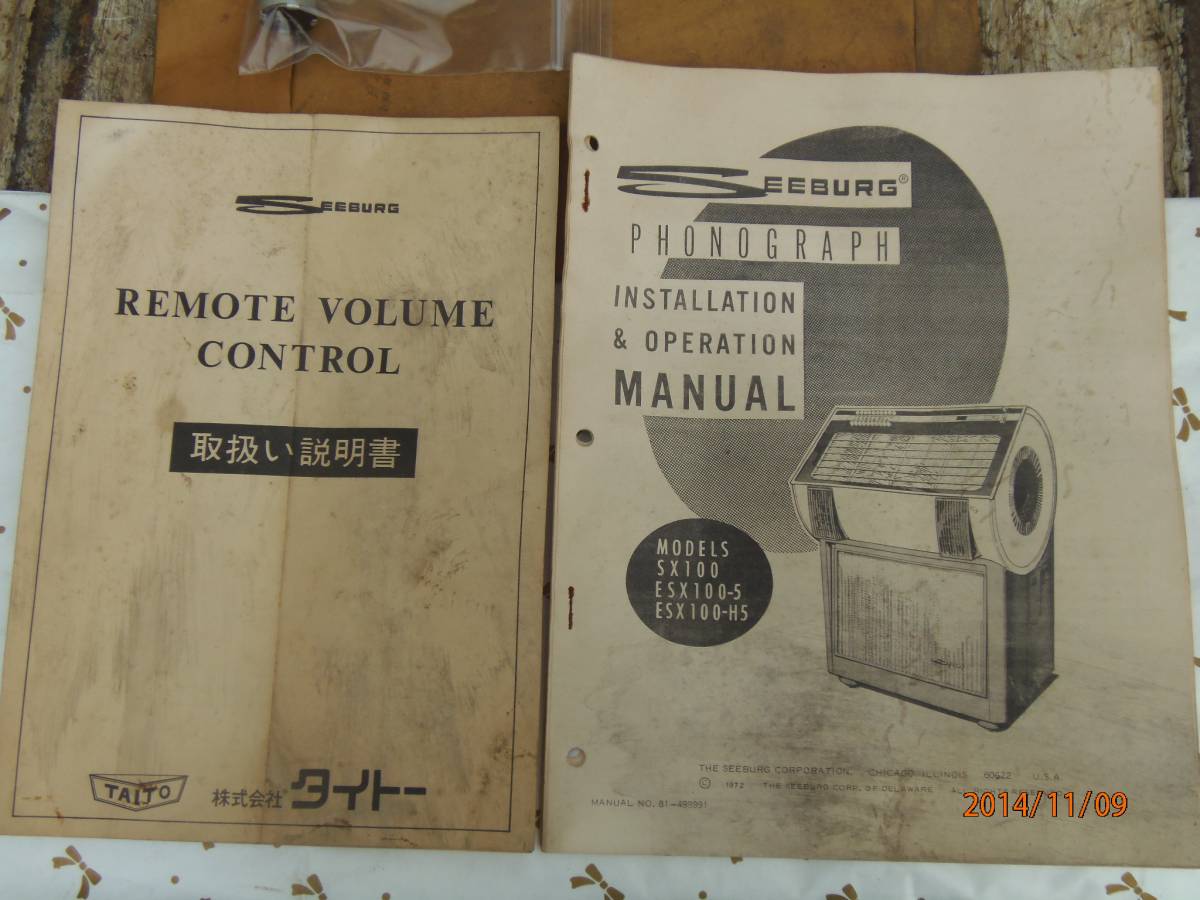 SEEBURG
REMOTE VOLUME
CONTROL
取扱い説明書
TAITO
株式会社 タイトー
SEEBURG®
PHONOGRAPH
INSTALLATION
& OPERATION
MANUAL
MODELS
SX100
ESX100-5
ESX100-H5
THE SEEBURG CORPORATION, CHICAGO ILLINOIS 60622 U.S.A
© 1972 THE SEEBURG CORP. OF DELAWARE
MANUAL NO. 81-499991
2014/11/09